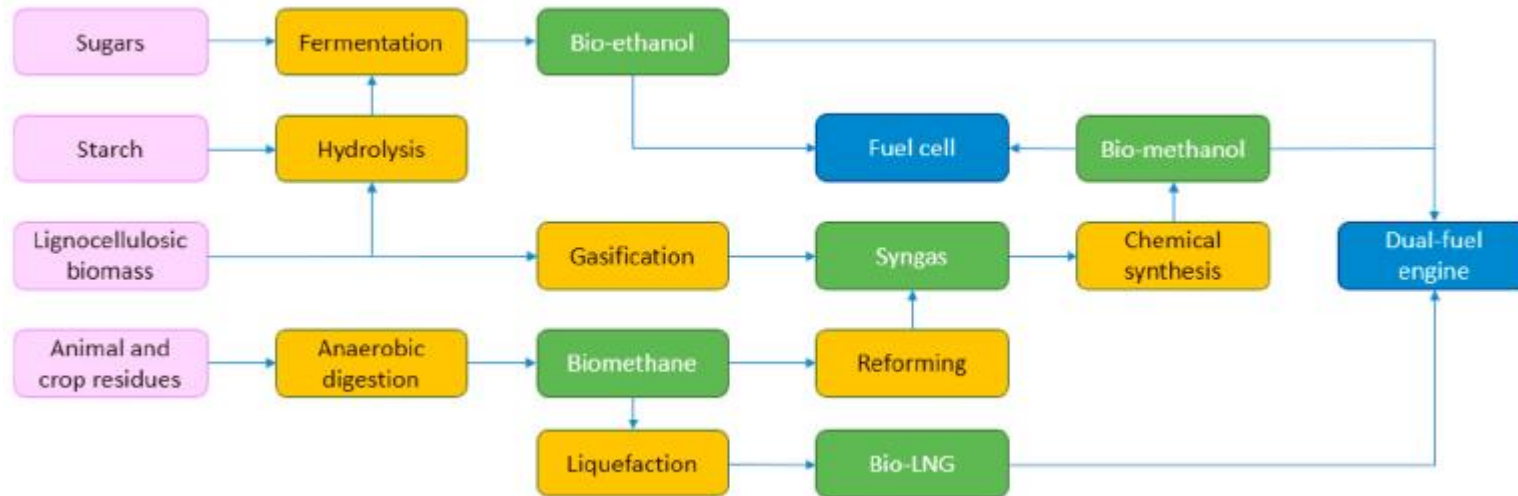 Sugars
Fermentation
Bio-ethanol
Starch
Hydrolysis
Fuel cell
Bio-methanol
Lignocellulosic
biomass
Gasification
Syngas
Chemical
synthesis
Dual-fuel
engine
Animal and
crop residues
Anaerobic
digestion
Biomethane
Reforming
Liquefaction
Bio-LNG